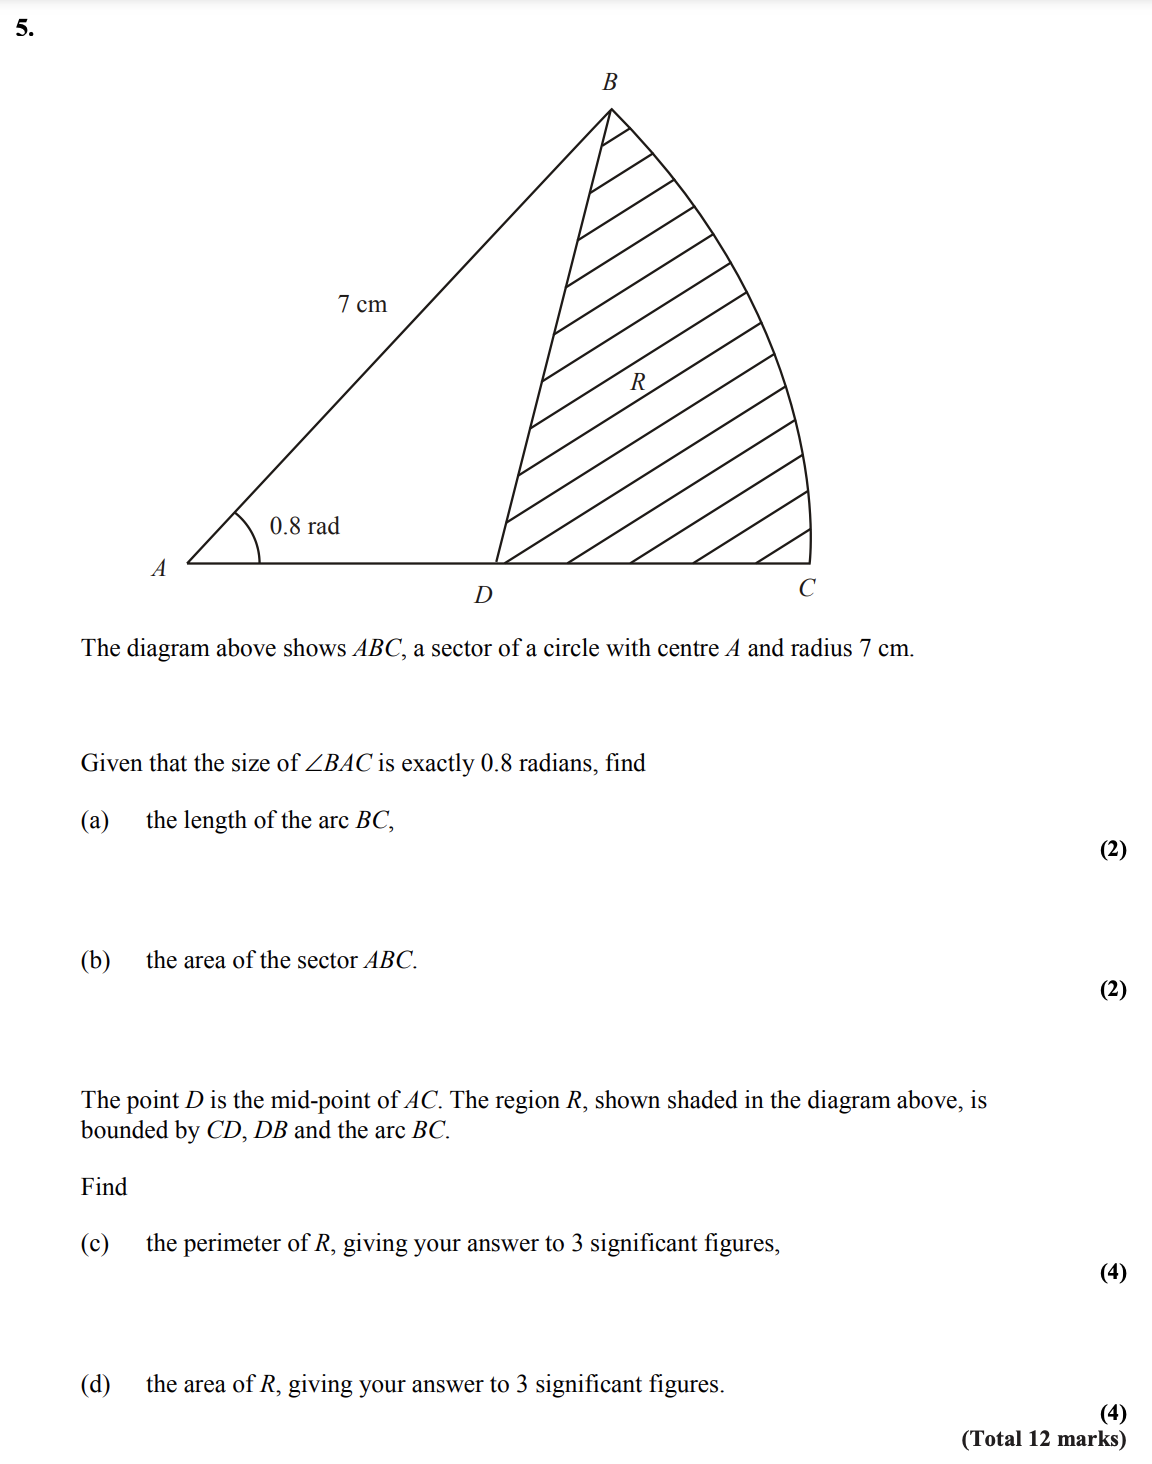 5.
B
7 cm
R
0.8 rad
A
D
C
The diagram above shows ABC, a sector of a circle with centre A and radius 7 cm.
Given that the size of ∠BAC is exactly 0.8 radians, find
(a) the length of the arc BC,
(2)
(b) the area of the sector ABC.
(2)
The point D is the mid-point of AC. The region R, shown shaded in the diagram above, is
bounded by CD, DB and the arc BC.
Find
(c) the perimeter of R, giving your answer to 3 significant figures,
(4)
(d) the area of R, giving your answer to 3 significant figures.
(4)
(Total 12 marks)